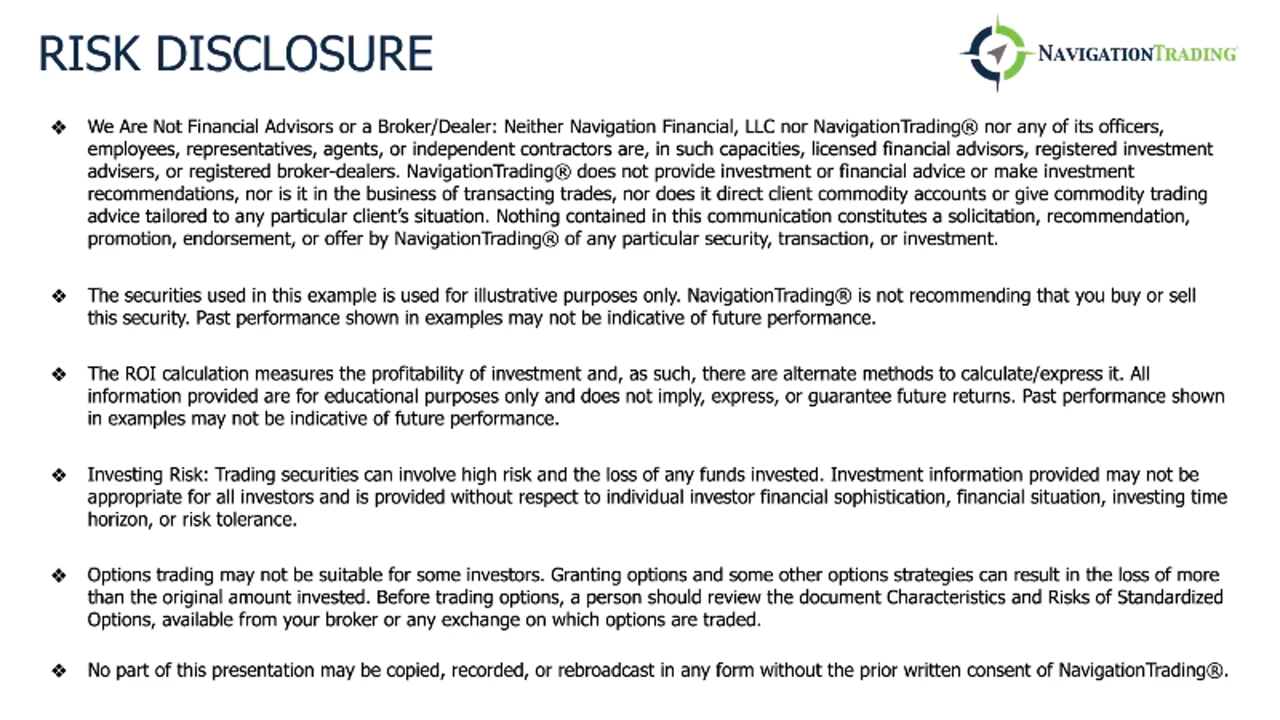 RISK DISCLOSURE
NAVIGATIONTRADING
❖ We Are Not Financial Advisors or a Broker/Dealer: Neither Navigation Financial, LLC nor NavigationTrading® nor any of its officers,
employees, representatives, agents, or independent contractors are, in such capacities, licensed financial advisors, registered investment
advisers, or registered broker-dealers. NavigationTrading® does not provide investment or financial advice or make investment
recommendations, nor is it in the business of transacting trades, nor does it direct client commodity accounts or give commodity trading
advice tailored to any particular client's situation. Nothing contained in this communication constitutes a solicitation, recommendation,
promotion, endorsement, or offer by NavigationTrading® of any particular security, transaction, or investment.
❖ The securities used in this example is used for illustrative purposes only. NavigationTrading® is not recommending that you buy or sell
this security. Past performance shown in examples may not be indicative of future performance.
❖ The ROI calculation measures the profitability of investment and, as such, there are alternate methods to calculate/express it. All
information provided are for educational purposes only and does not imply, express, or guarantee future returns. Past performance shown
in examples may not be indicative of future performance.
❖ Investing Risk: Trading securities can involve high risk and the loss of any funds invested. Investment information provided may not be
appropriate for all investors and is provided without respect to individual investor financial sophistication, financial situation, investing time
horizon, or risk tolerance.
❖ Options trading may not be suitable for some investors. Granting options and some other options strategies can result in the loss of more
than the original amount invested. Before trading options, a person should review the document Characteristics and Risks of Standardized
Options, available from your broker or any exchange on which options are traded.
❖ No part of this presentation may be copied, recorded, or rebroadcast in any form without the prior written consent of NavigationTrading®.